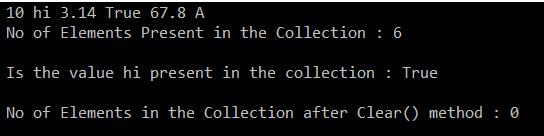 10 hi 3.14 True 67.8 A
No of Elements Present in the Collection : 6
Is the value hi present in the collection : True
No of Elements in the Collection after Clear() method : 0